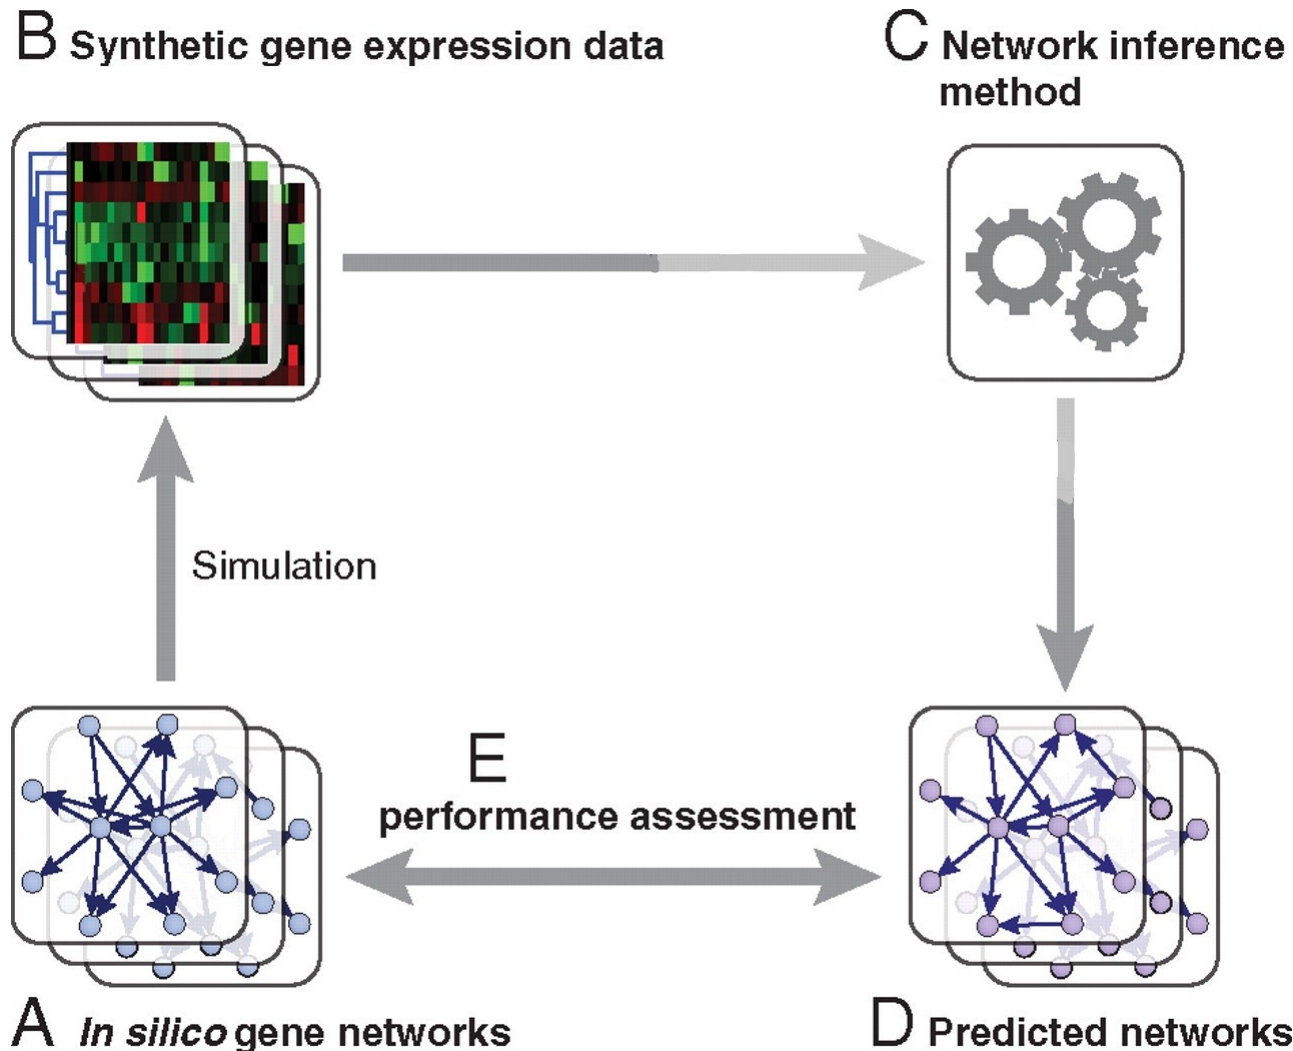 B Synthetic gene expression data
C Network inference
method
Simulation
E
performance assessment
A In silico gene networks
D Predicted networks